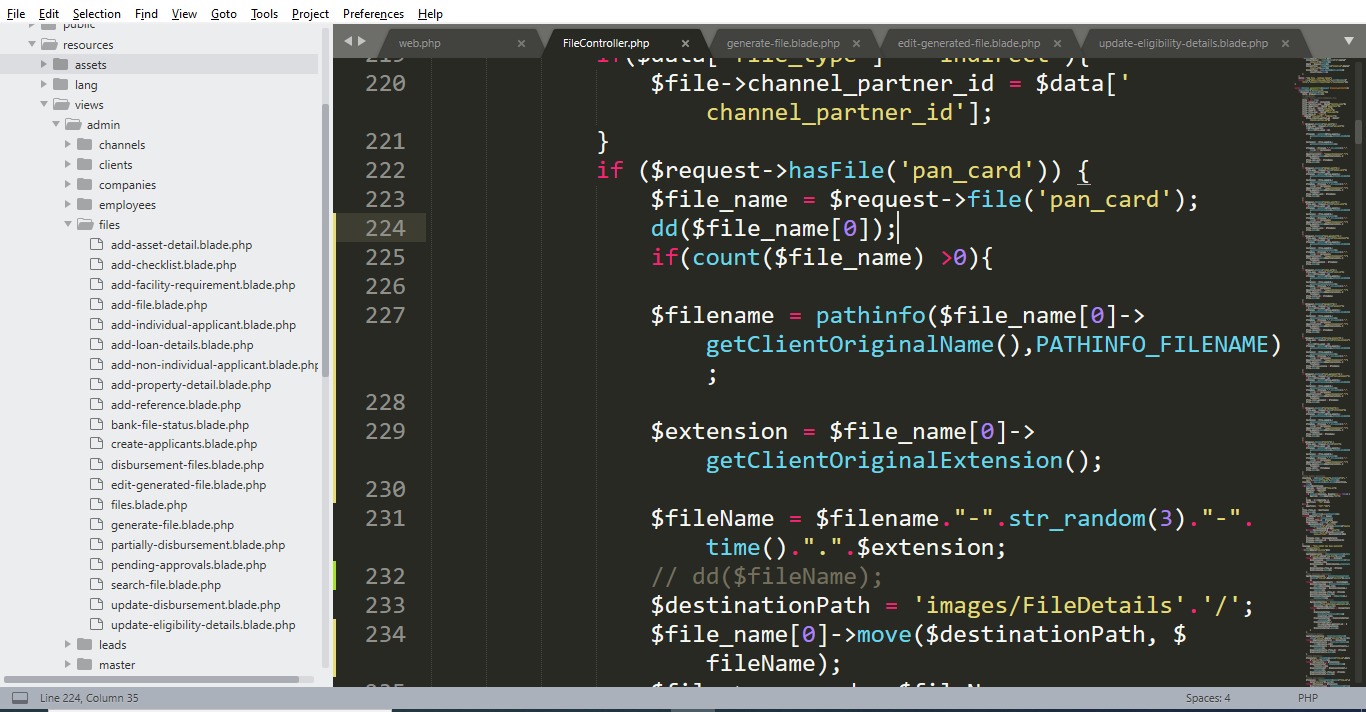 File Edit Selection Find View Goto Tools Project Preferences Help
public
resources
assets
lang
views
admin
channels
clients
companies
employees
files
add-asset-detail.blade.php
add-checklist.blade.php
add-facility-requirement.blade.php
add-file.blade.php
add-individual-applicant.blade.php
add-loan-details.blade.php
add-non-individual-applicant.blade.php
add-property-detail.blade.php
add-reference.blade.php
bank-file-status.blade.php
create-applicants.blade.php
disbursement-files.blade.php
edit-generated-file.blade.php
files.blade.php
generate-file.blade.php
partially-disbursement.blade.php
pending-approvals.blade.php
search-file.blade.php
update-disbursement.blade.php
update-eligibility-details.blade.php
leads
master
web.php FileController.php generate-file.blade.php edit-generated-file.blade.php update-eligibility-details.blade.php
219 if($data['file_type'] "indirect"){
220 $file->channel_partner_id = $data['
channel_partner_id'];
221 }
222 if ($request->hasFile('pan_card')) {
223 $file_name = $request->file('pan_card');
224 dd($file_name[0]);
225 if(count($file_name) >0){
226
227 $filename = pathinfo($file_name[0]->
getClientOriginalName(),PATHINFO_FILENAME)
;
228
229 $extension = $file_name[0]->
getClientOriginalExtension();
230
231 $fileName = $filename."-".str_random(3)."-".
time().".".$extension;
232 // dd($fileName);
233 $destinationPath = 'images/FileDetails'.'/';
234 $file_name[0]->move($destinationPath, $
fileName);
Line 224, Column 35 Spaces: 4 PHP